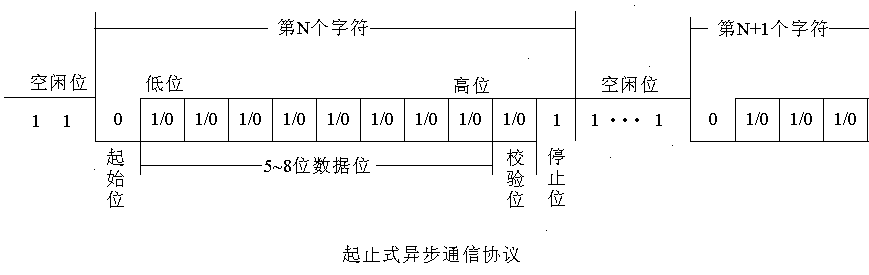 第N个字符 第N+1个字符
空闲位 低位 高位 空闲位
1 1 0 1/0 1/0 1/0 1/0 1/0 1/0 1/0 1/0 1/0 1 1 ··· 1 0 1/0 1/0 1/0
起始位 5~8位数据位 校验位 停止位
起止式异步通信协议